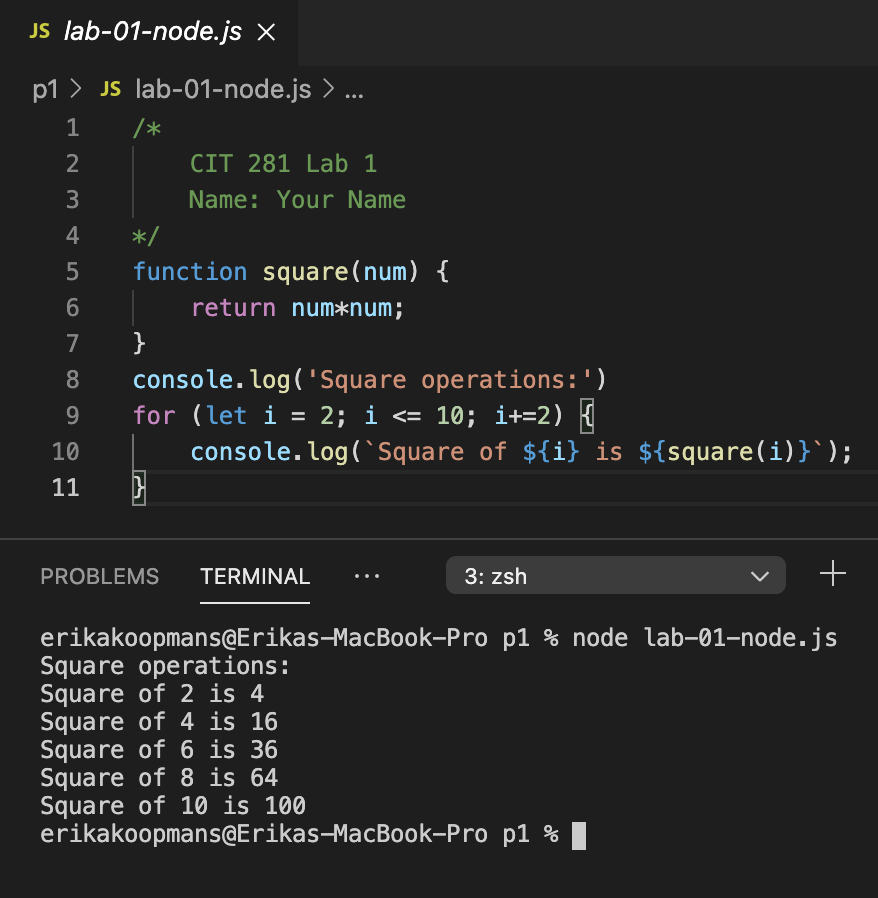 JS lab-01-node.js ×
p1 > JS lab-01-node.js > ...
1 /*
2     CIT 281 Lab 1
3     Name: Your Name
4 */
5 function square(num) {
6     return num*num;
7 }
8 console.log('Square operations:')
9 for (let i = 2; i <= 10; i+=2) {
10     console.log(`Square of ${i} is ${square(i)}`);
11 }
PROBLEMS TERMINAL ··· 3: zsh +
erikakoopmans@Erikas-MacBook-Pro p1 % node lab-01-node.js
Square operations:
Square of 2 is 4
Square of 4 is 16
Square of 6 is 36
Square of 8 is 64
Square of 10 is 100
erikakoopmans@Erikas-MacBook-Pro p1 %